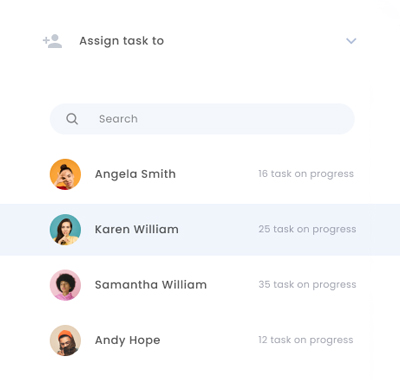 Assign task to
Search
Angela Smith 16 task on progress
Karen William 25 task on progress
Samantha William 35 task on progress
Andy Hope 12 task on progress